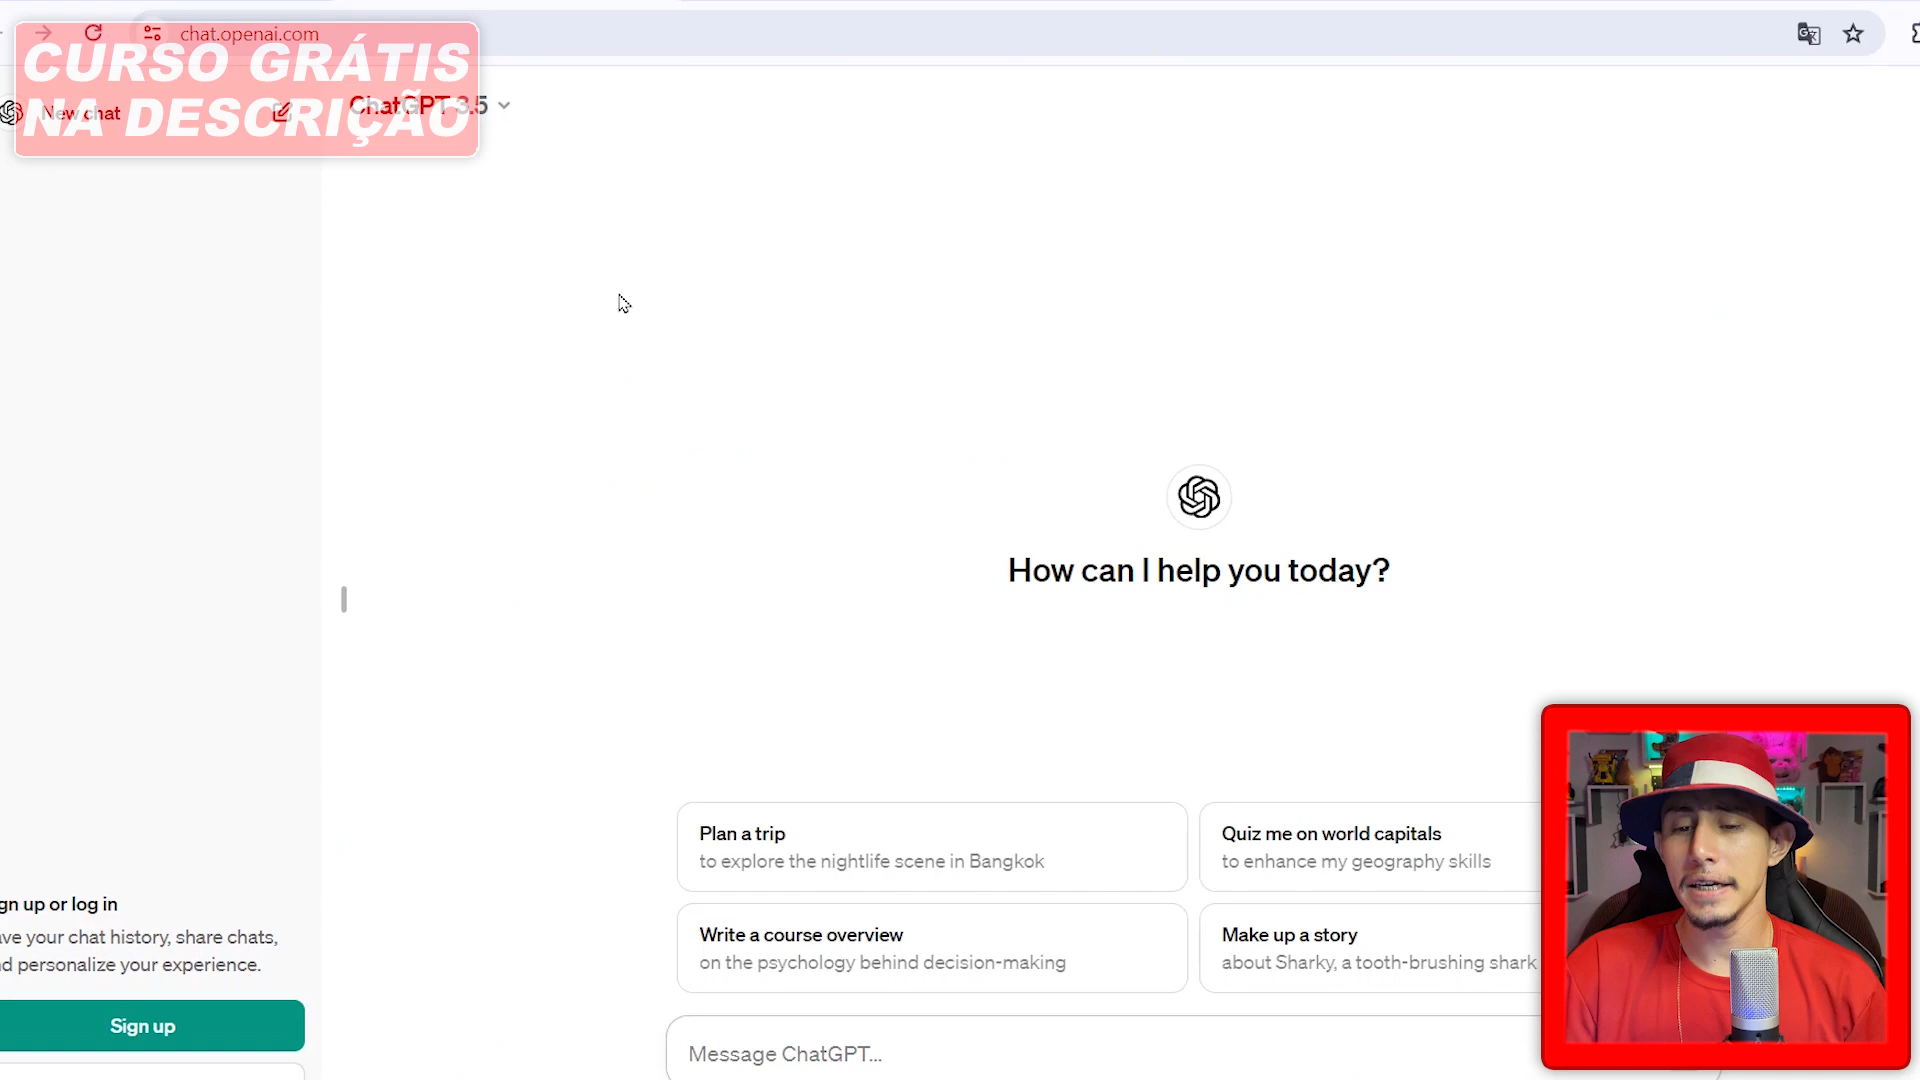 chat.openai.com
CURSO GRÁTIS
NA DESCRIÇÃO
New chat
ChatGPT 3.5
How can I help you today?
Plan a trip
to explore the nightlife scene in Bangkok
Quiz me on world capitals
to enhance my geography skills
Write a course overview
on the psychology behind decision-making
Make up a story
about Sharky, a tooth-brushing shark
gn up or log in
ave your chat history, share chats,
d personalize your experience.
Sign up
Message ChatGPT...